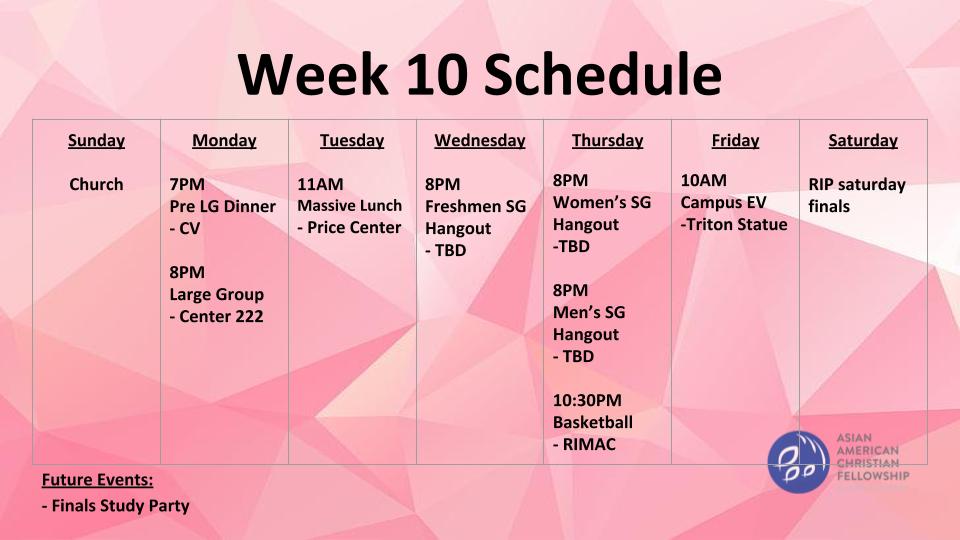 Week 10 Schedule
Sunday
Church
Monday
7PM
Pre LG Dinner
- CV
8PM
Large Group
- Center 222
Tuesday
11AM
Massive Lunch
- Price Center
Wednesday
8PM
Freshmen SG
Hangout
- TBD
Thursday
8PM
Women’s SG
Hangout
-TBD
8PM
Men’s SG
Hangout
- TBD
10:30PM
Basketball
- RIMAC
Friday
10AM
Campus EV
-Triton Statue
Saturday
RIP saturday
finals
Future Events:
- Finals Study Party
ASIAN
AMERICAN
CHRISTIAN
FELLOWSHIP